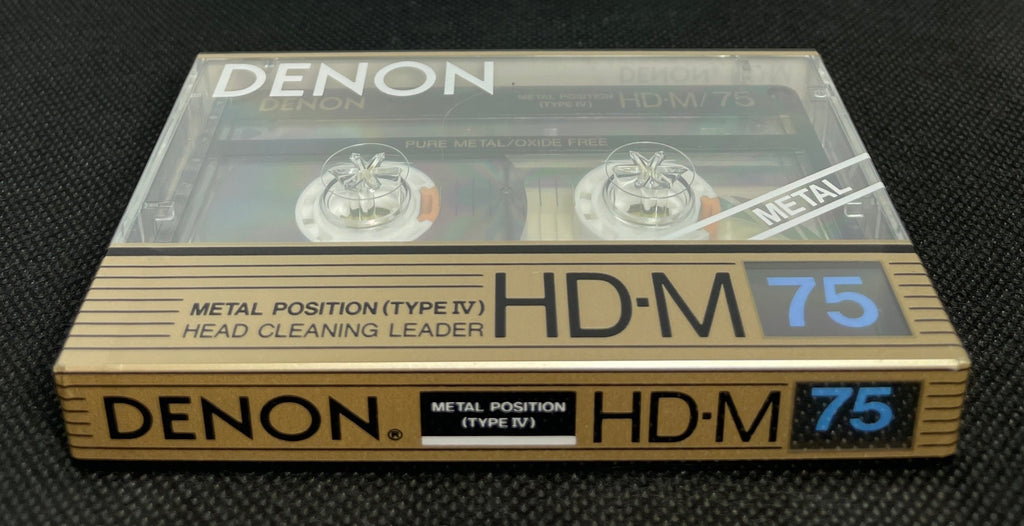 DENON
DENON
METAL POSITION
(TYPE IV)
HD·M/75
PURE METAL/OXIDE FREE
METAL
METAL POSITION (TYPE IV)
HEAD CLEANING LEADER
HD·M
75
DENON®
METAL POSITION
(TYPE IV)
HD·M
75